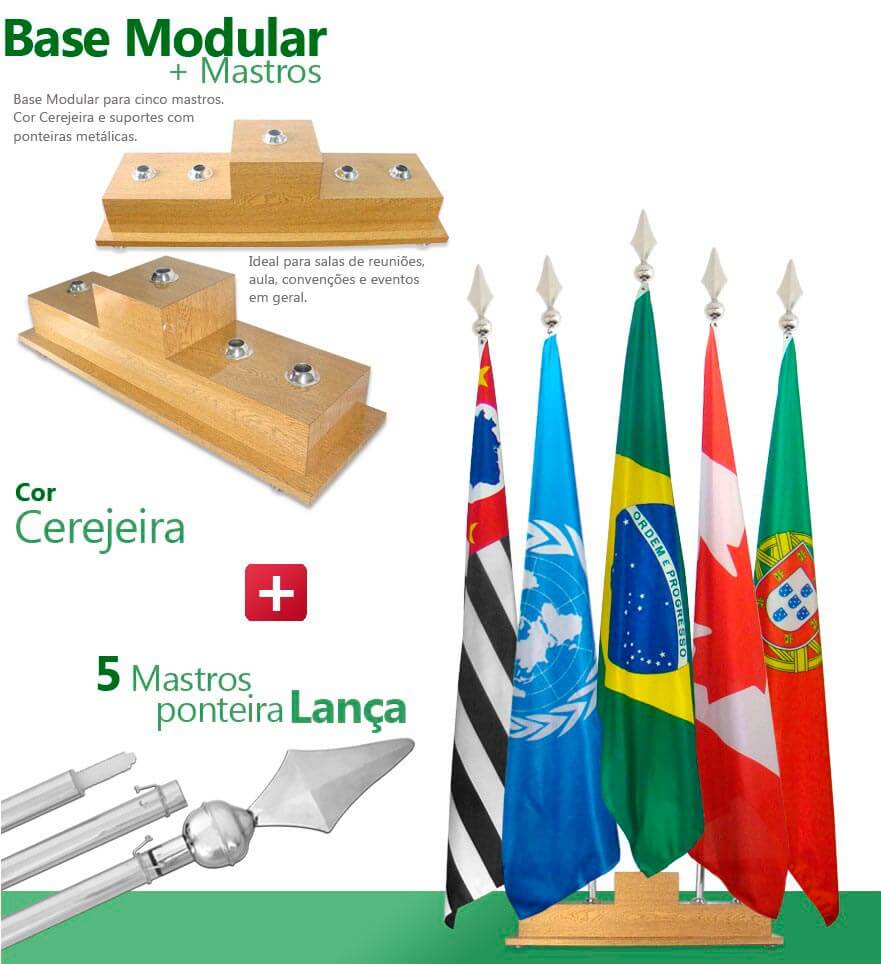 Base Modular
+ Mastros
Base Modular para cinco mastros.
Cor Cerejeira e suportes com
ponteiras metálicas.
Ideal para salas de reuniões,
aula, convenções e eventos
em geral.
Cor
Cerejeira
+
5 Mastros
ponteira Lança
ORDEM E PROGRESSO